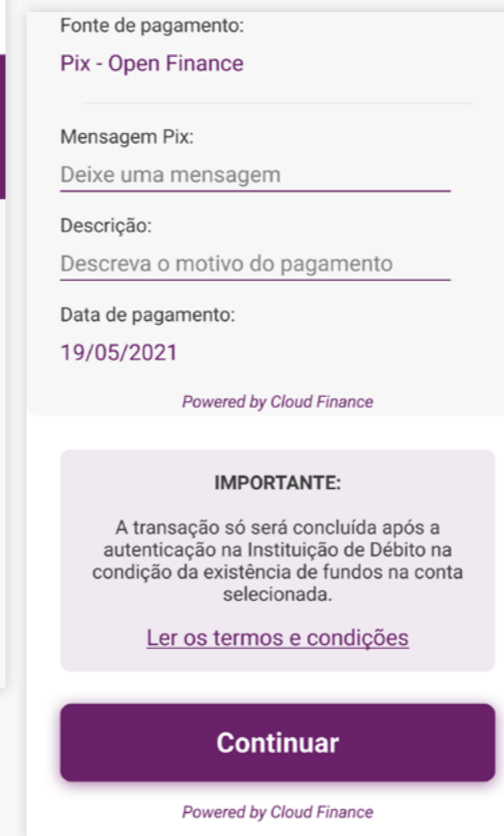 Fonte de pagamento:
Pix - Open Finance
Mensagem Pix:
Deixe uma mensagem
Descrição:
Descreva o motivo do pagamento
Data de pagamento:
19/05/2021
Powered by Cloud Finance
IMPORTANTE:
A transação só será concluída após a
autenticação na Instituição de Débito na
condição da existência de fundos na conta
selecionada.
Ler os termos e condições
Continuar
Powered by Cloud Finance